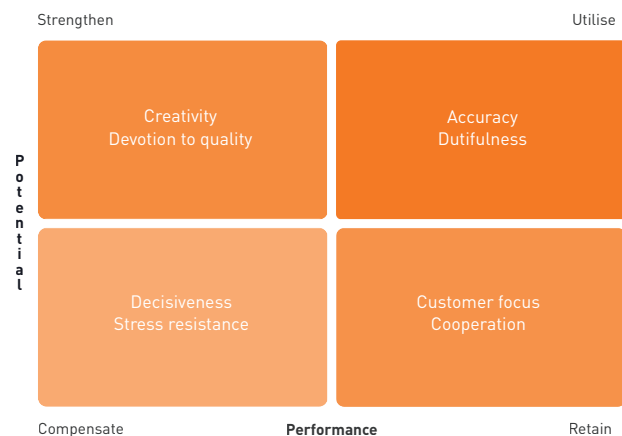 Strengthen
Utilise
Creativity
Devotion to quality
Accuracy
Dutifulness
Potential
Decisiveness
Stress resistance
Customer focus
Cooperation
Compensate
Performance
Retain